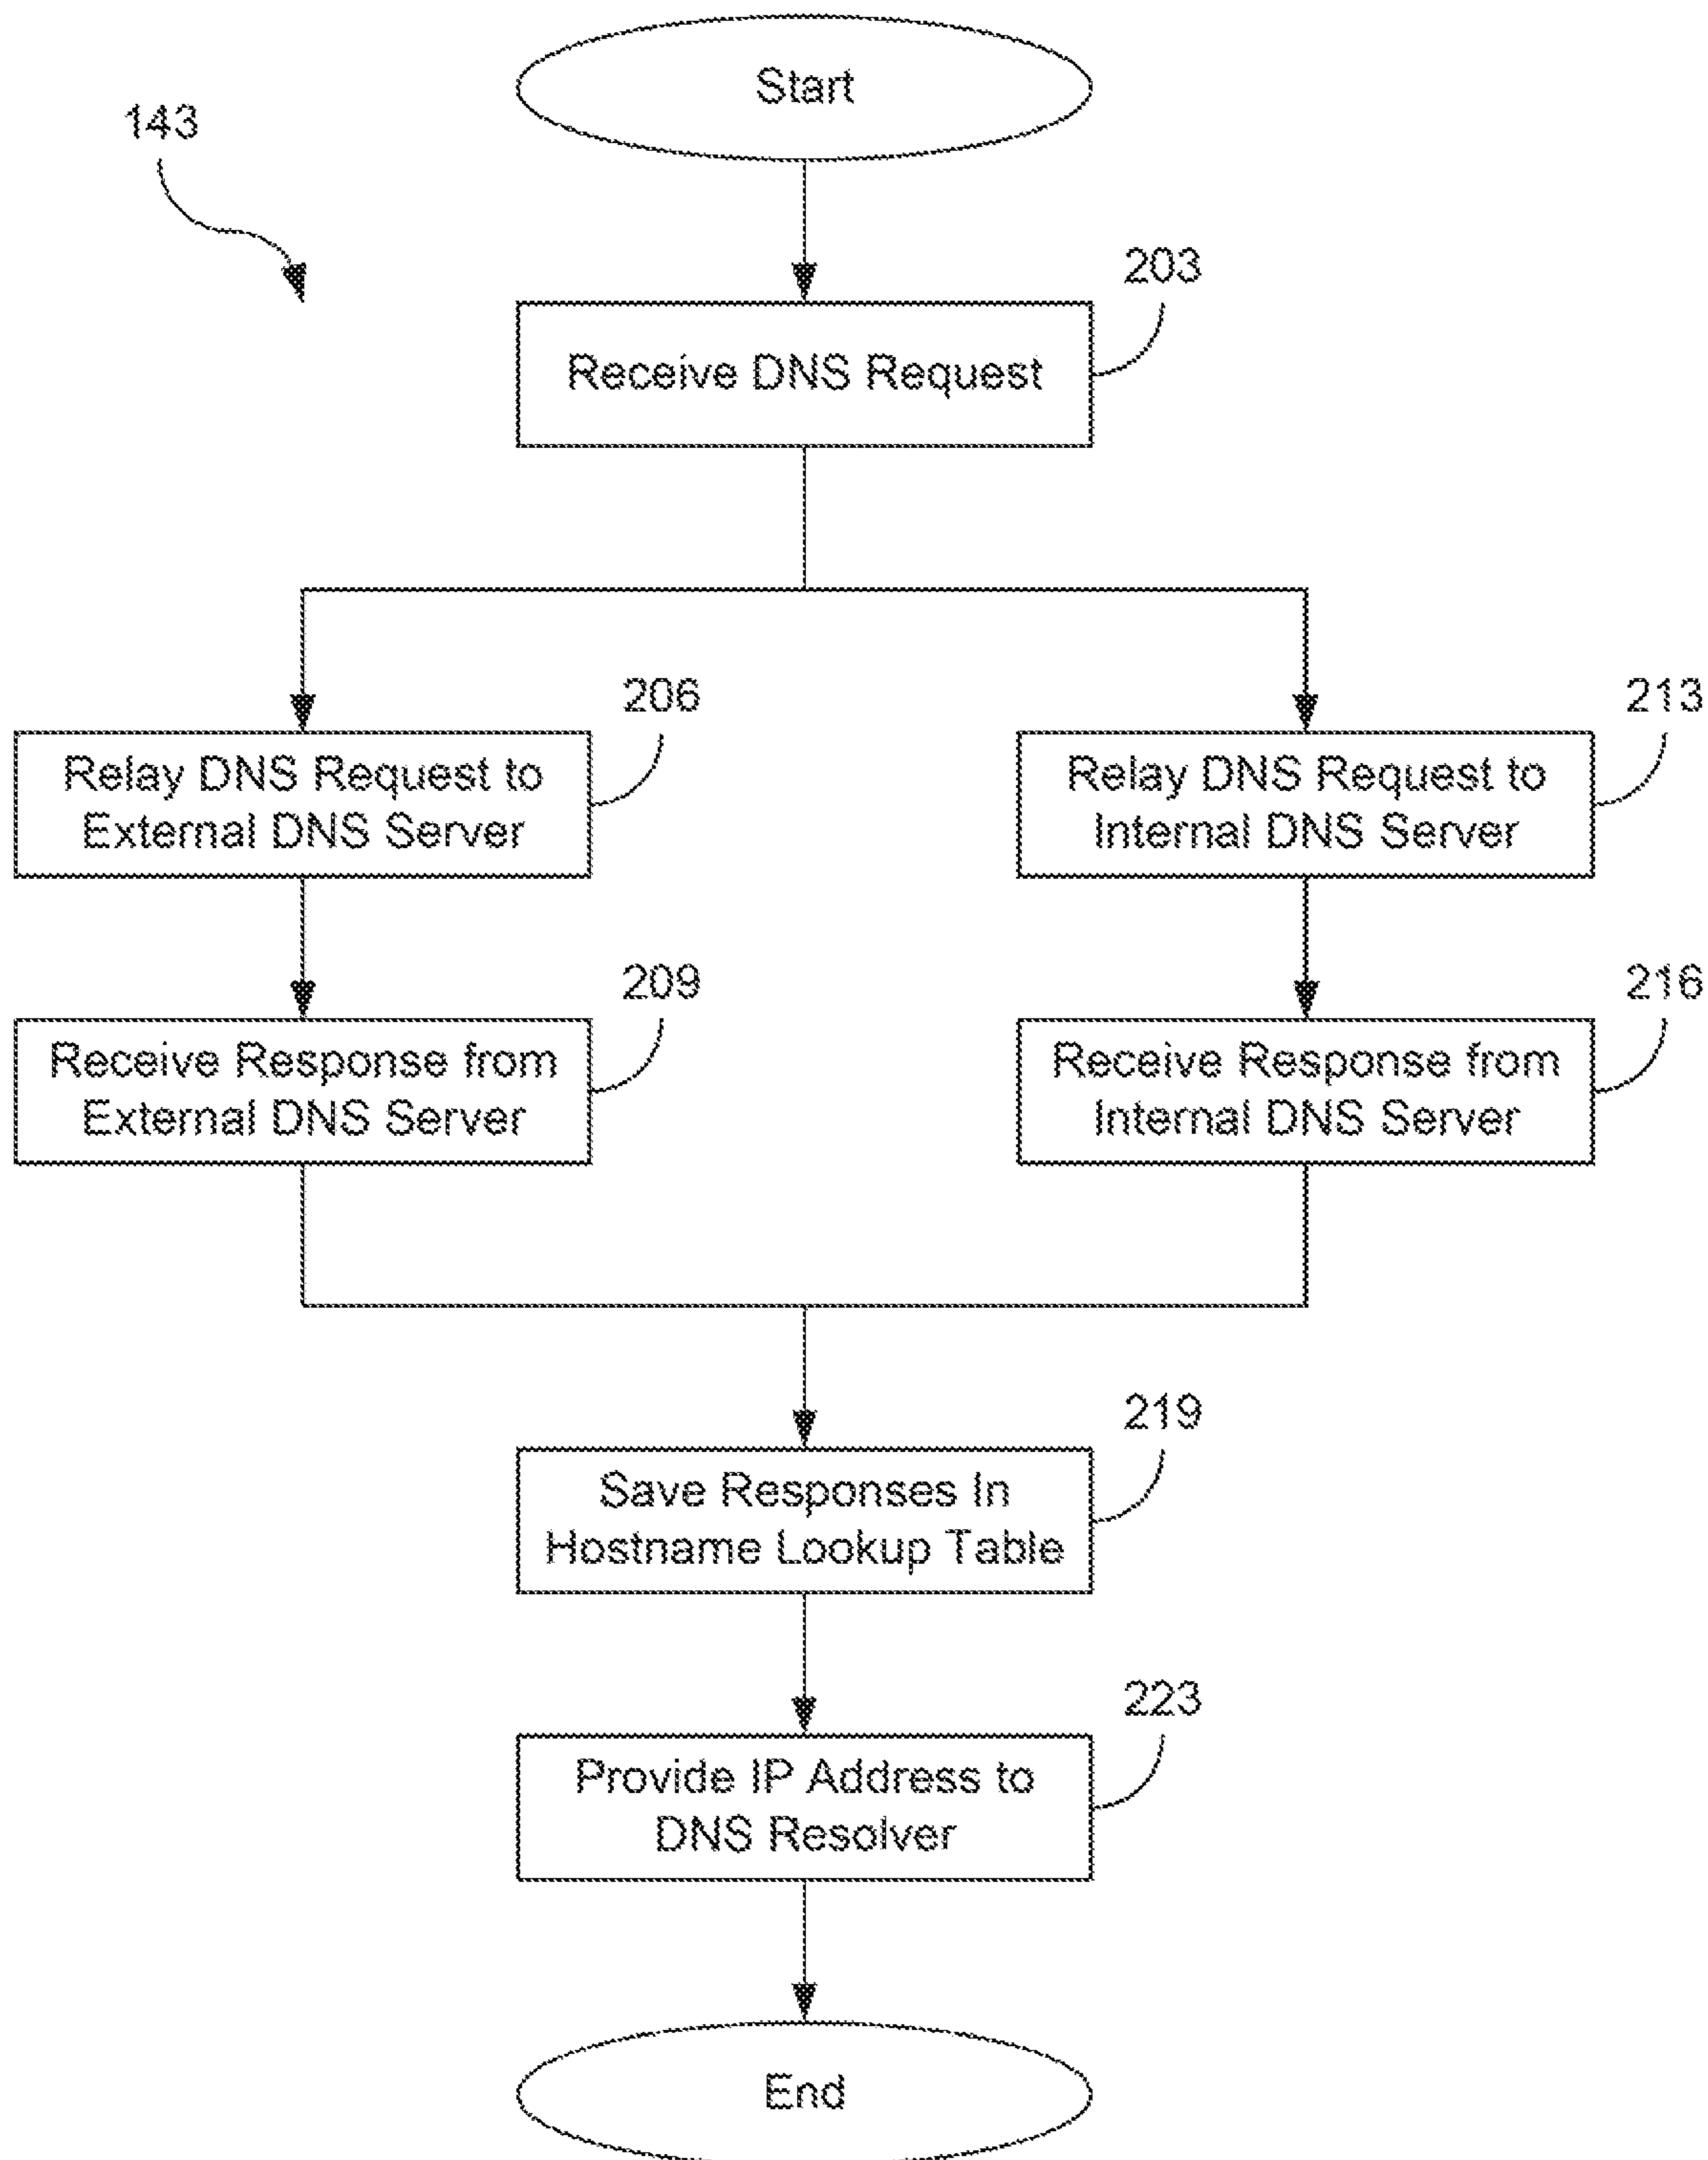 Start
143
203
Receive DNS Request
206
Relay DNS Request to
External DNS Server
213
Relay DNS Request to
Internal DNS Server
209
Receive Response from
External DNS Server
216
Receive Response from
Internal DNS Server
219
Save Responses In
Hostname Lookup Table
223
Provide IP Address to
DNS Resolver
End